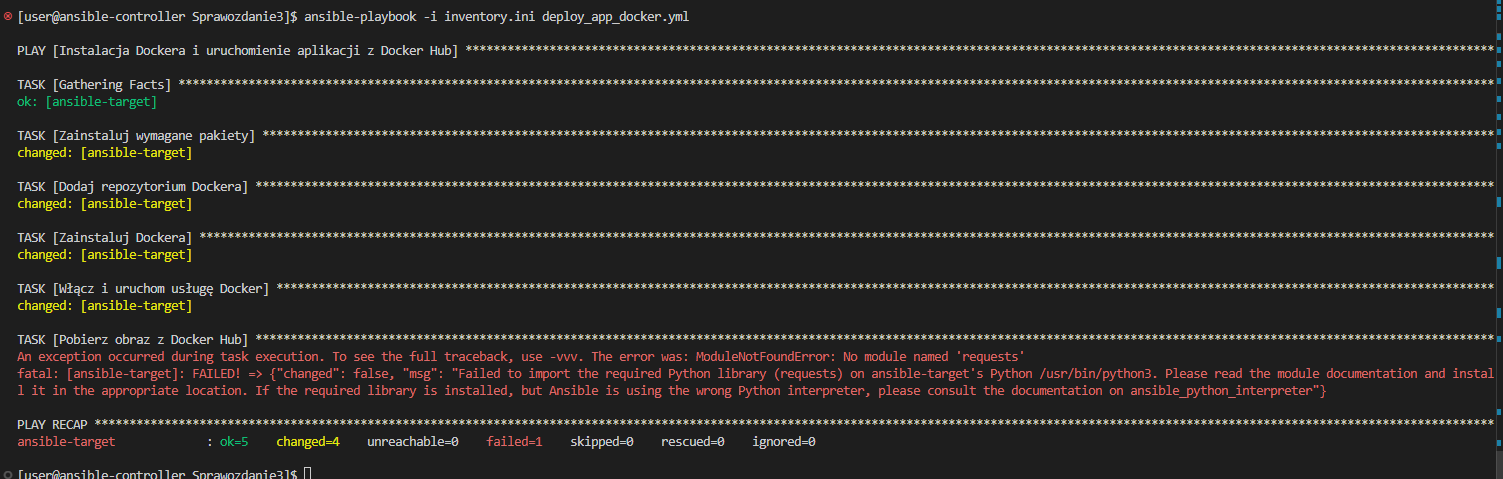 [user@ansible-controller Sprawozdanie3]$ ansible-playbook -i inventory.ini deploy_app_docker.yml
PLAY [Instalacja Dockera i uruchomienie aplikacji z Docker Hub] ****************************************************************************************************************************************************
TASK [Gathering Facts] *********************************************************************************************************************************************************************************************
ok: [ansible-target]
TASK [Zainstaluj wymagane pakiety] *********************************************************************************************************************************************************************************
changed: [ansible-target]
TASK [Dodaj repozytorium Dockera] **********************************************************************************************************************************************************************************
changed: [ansible-target]
TASK [Zainstaluj Dockera] ******************************************************************************************************************************************************************************************
changed: [ansible-target]
TASK [Włącz i uruchom usługę Docker] *******************************************************************************************************************************************************************************
changed: [ansible-target]
TASK [Pobierz obraz z Docker Hub] **********************************************************************************************************************************************************************************
An exception occurred during task execution. To see the full traceback, use -vvv. The error was: ModuleNotFoundError: No module named 'requests'
fatal: [ansible-target]: FAILED! => {"changed": false, "msg": "Failed to import the required Python library (requests) on ansible-target's Python /usr/bin/python3. Please read the module documentation and instal
l it in the appropriate location. If the required library is installed, but Ansible is using the wrong Python interpreter, please consult the documentation on ansible_python_interpreter"}
PLAY RECAP *********************************************************************************************************************************************************************************************************
ansible-target             : ok=5    changed=4    unreachable=0    failed=1    skipped=0    rescued=0    ignored=0
[user@ansible-controller Sprawozdanie3]$